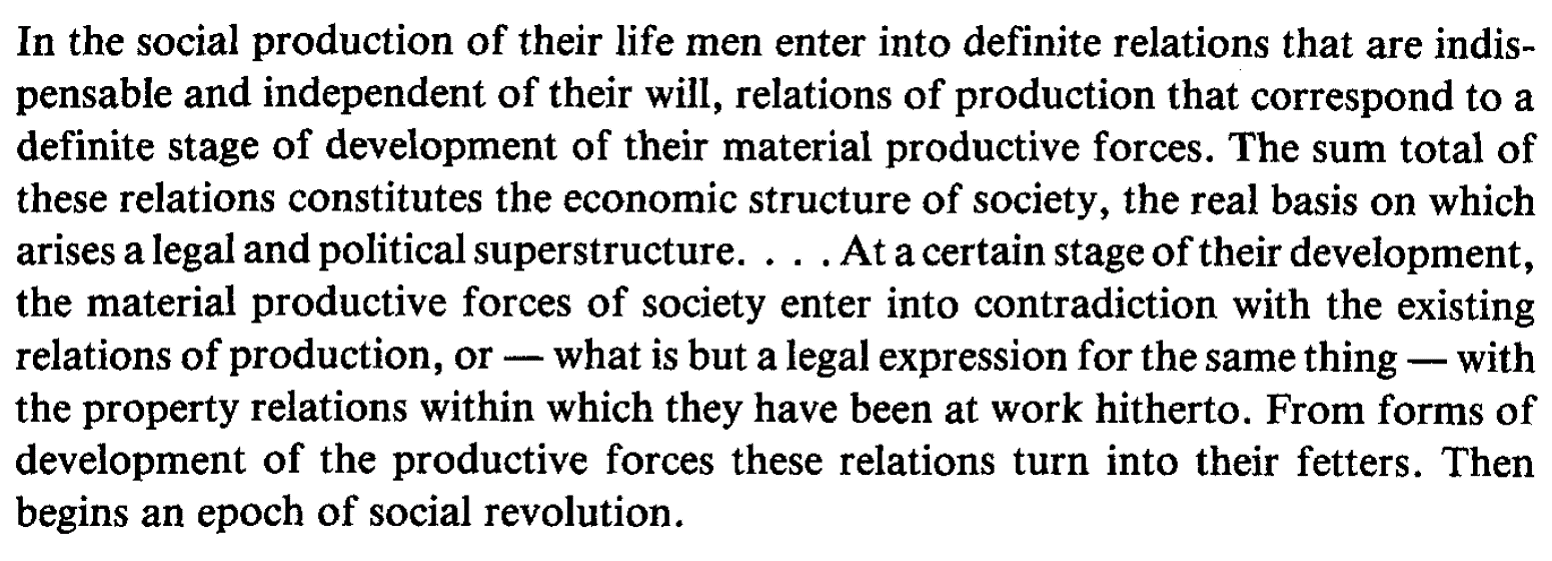 In the social production of their life men enter into definite relations that are indis-
pensable and independent of their will, relations of production that correspond to a
definite stage of development of their material productive forces. The sum total of
these relations constitutes the economic structure of society, the real basis on which
arises a legal and political superstructure. . . . At a certain stage of their development,
the material productive forces of society enter into contradiction with the existing
relations of production, or — what is but a legal expression for the same thing — with
the property relations within which they have been at work hitherto. From forms of
development of the productive forces these relations turn into their fetters. Then
begins an epoch of social revolution.